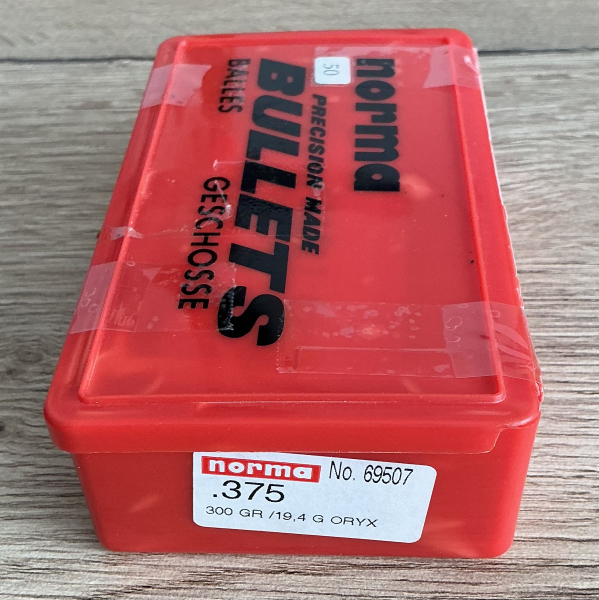 50
norma
PRECISION MADE
BULLETS
BALLES GESCHOSSE
norma No. 69507
.375
300 GR /19,4 G ORYX